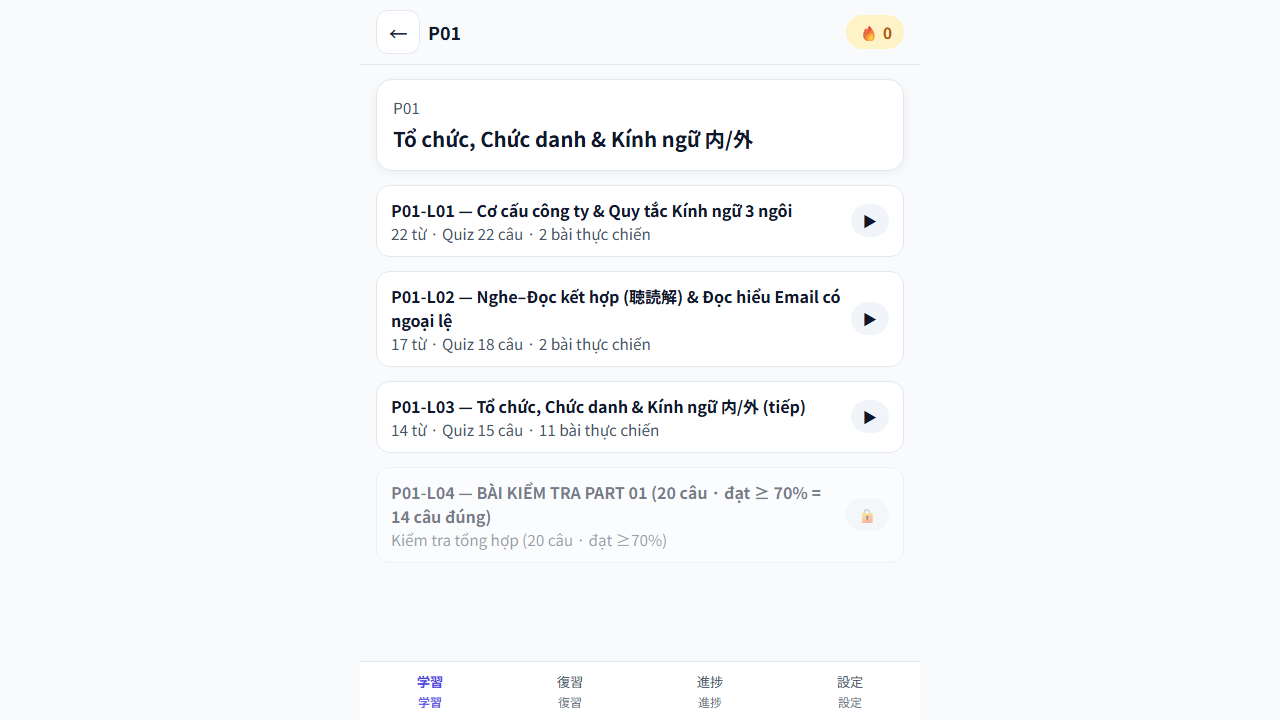 ← P01
🔥 0
P01
Tổ chức, Chức danh & Kính ngữ 内/外
P01-L01 — Cơ cấu công ty & Quy tắc Kính ngữ 3 ngôi
22 từ · Quiz 22 câu · 2 bài thực chiến
P01-L02 — Nghe–Đọc kết hợp (聴読解) & Đọc hiểu Email có
ngoại lệ
17 từ · Quiz 18 câu · 2 bài thực chiến
P01-L03 — Tổ chức, Chức danh & Kính ngữ 内/外 (tiếp)
14 từ · Quiz 15 câu · 11 bài thực chiến
P01-L04 — BÀI KIỂM TRA PART 01 (20 câu · đạt ≥ 70% =
14 câu đúng)
Kiểm tra tổng hợp (20 câu · đạt ≥70%)
学習 復習 進捗 設定
学習 復習 進捗 設定